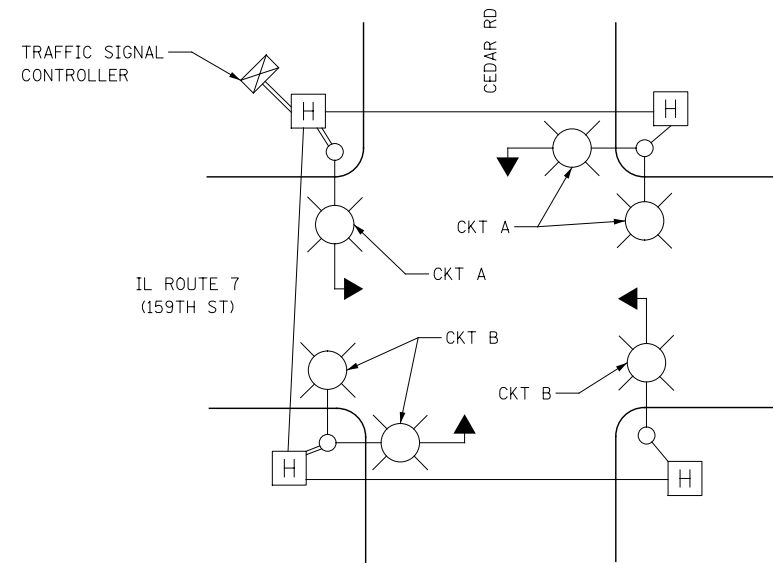 CEDAR RD
TRAFFIC SIGNAL
CONTROLLER
H
H
CKT A
CKT A
IL ROUTE 7
(159TH ST)
CKT B
CKT B
H
H